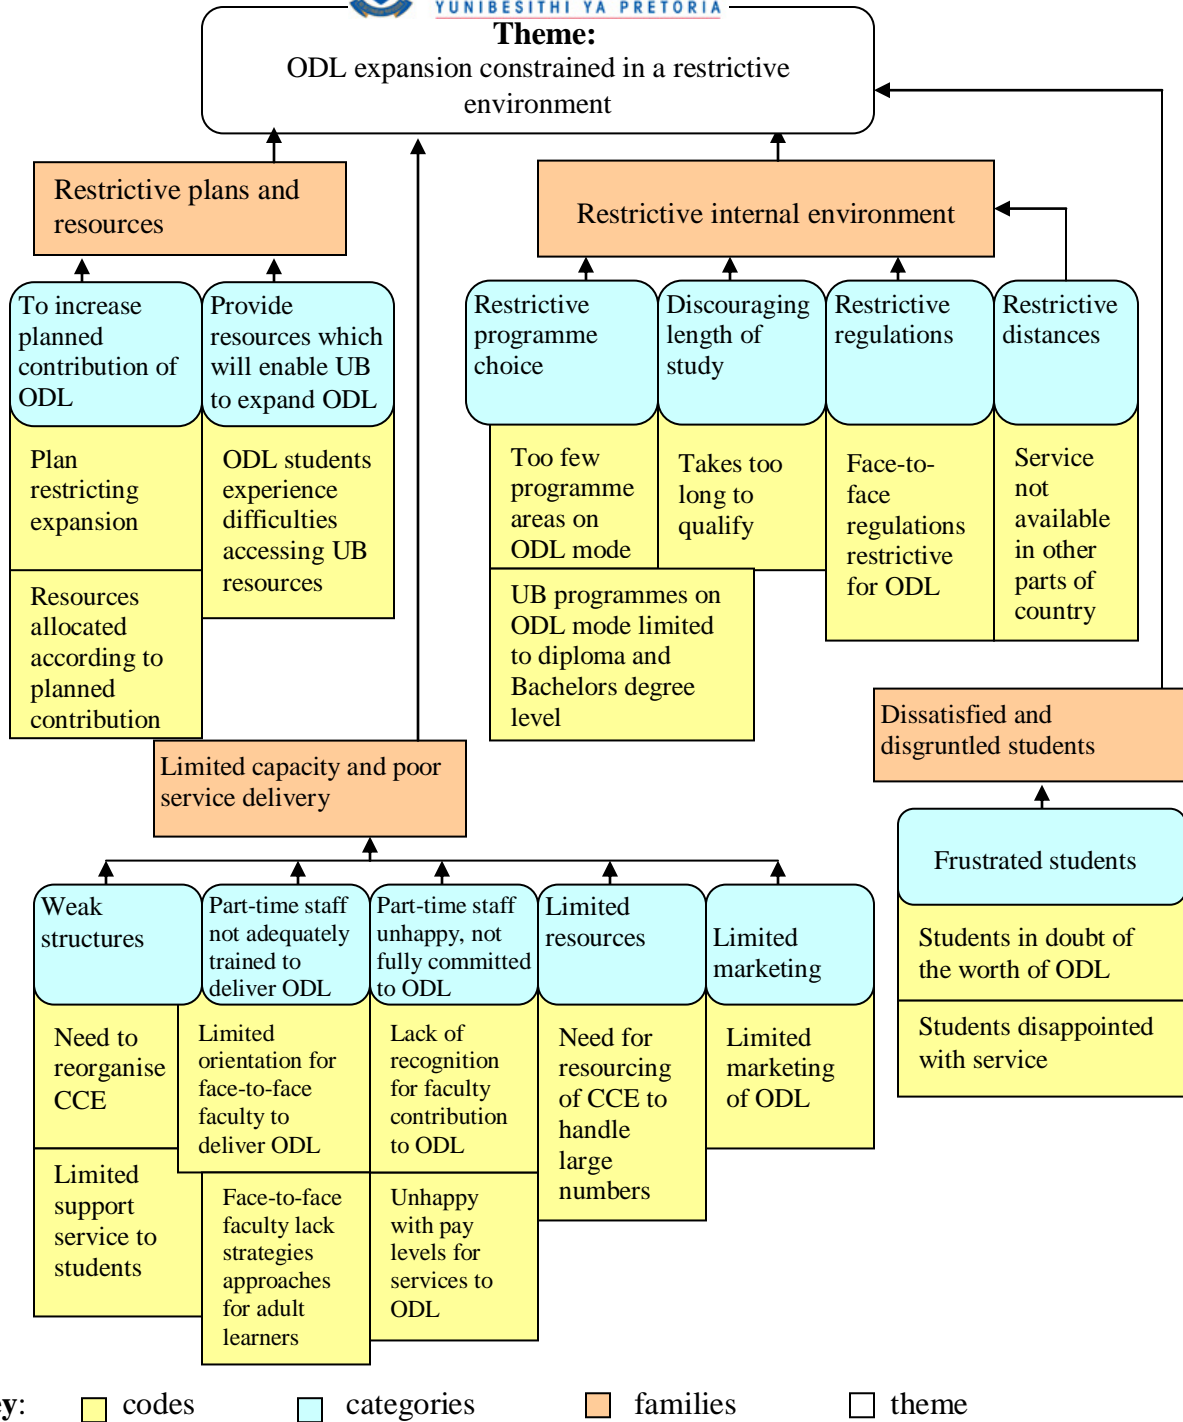 YUNIBESITHI YA PRETORIA
Theme:
ODL expansion constrained in a restrictive
environment
Restrictive plans and
resources
Restrictive internal environment
To increase
planned
contribution of
ODL
Provide
resources which
will enable UB
to expand ODL
Restrictive
programme
choice
Discouraging
length of
study
Restrictive
regulations
Restrictive
distances
Plan
restricting
expansion
ODL students
experience
difficulties
accessing UB
resources
Too few
programme
areas on
ODL mode
Takes too
long to
qualify
Face-to-
face
regulations
restrictive
for ODL
Service
not
available
in other
parts of
country
Resources
allocated
according to
planned
contribution
UB programmes on
ODL mode limited
to diploma and
Bachelors degree
level
Dissatisfied and
disgruntled students
Limited capacity and poor
service delivery
Frustrated students
Students in doubt of
the worth of ODL
Students disappointed
with service
Weak
structures
Part-time staff
not adequately
trained to
deliver ODL
Part-time staff
unhappy, not
fully committed
to ODL
Limited
resources
Limited
marketing
Need to
reorganise
CCE
Limited
orientation for
face-to-face
faculty to
deliver ODL
Lack of
recognition
for faculty
contribution
to ODL
Need for
resourcing
of CCE to
handle
large
numbers
Limited
marketing
of ODL
Limited
support
service to
students
Face-to-face
faculty lack
strategies
approaches
for adult
learners
Unhappy
with pay
levels for
services to
ODL
ey: codes categories families theme